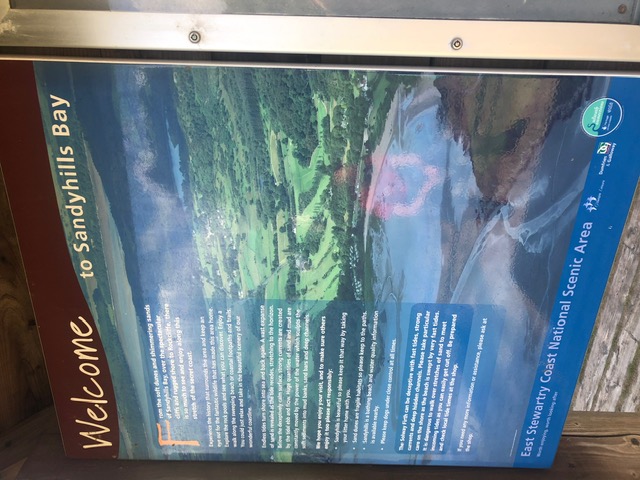 Welcome to Sandyhills Bay
From the soft dunes and shimmering sands
of Sandyhills Bay, over the spectacular
cliffs and rugged shore to Rockcliffe, there
is so much to see and enjoy along this
stretch of the secret coast.
Experience the history that surrounds the area and keep an
eye out for the fantastic wildlife that has made this area home.
Explore the rock pools and see what you can discover. Enjoy a
walk along the sweeping beach or coastal footpaths and trails.
You could just relax and take in the beautiful scenery of our
wonderful coastline.
Endless tides turn shore into sea and back again. A vast expanse
of sand is revealed as the tide recedes, stretching to the horizon.
Below the deceptively calm surface, strong currents are created
by the tidal ebb and flow. Huge quantities of sand and mud are
constantly moved by the power of the water which sculpts the
soft sediments into mud banks, sand bars and deep channels.
We hope you enjoy your visit, and to make sure others
enjoy it too please act responsibly:
• Sandyhills is beautiful so please keep it that way by taking
your litter home with you.
• Sand dunes are fragile habitats so please keep to the paths.
• Sandyhills is a bathing beach and water quality information
is available nearby.
• Please keep dogs under close control at all times.
The Solway Firth can be deceptive with fast tides, strong
currents and deep hidden channels. Please take particular
care on the shore as the beach is swept by very fast tides.
It is dangerous to walk over stretches of sand to meet
incoming tides as you can easily get cut off. Be prepared
and check local tide times at the shop.
If you need any more information or assistance, please ask at
the shop.
East Stewartry Coast National Scenic Area
Worth enjoying, worth looking after
Dumfries
& Galloway